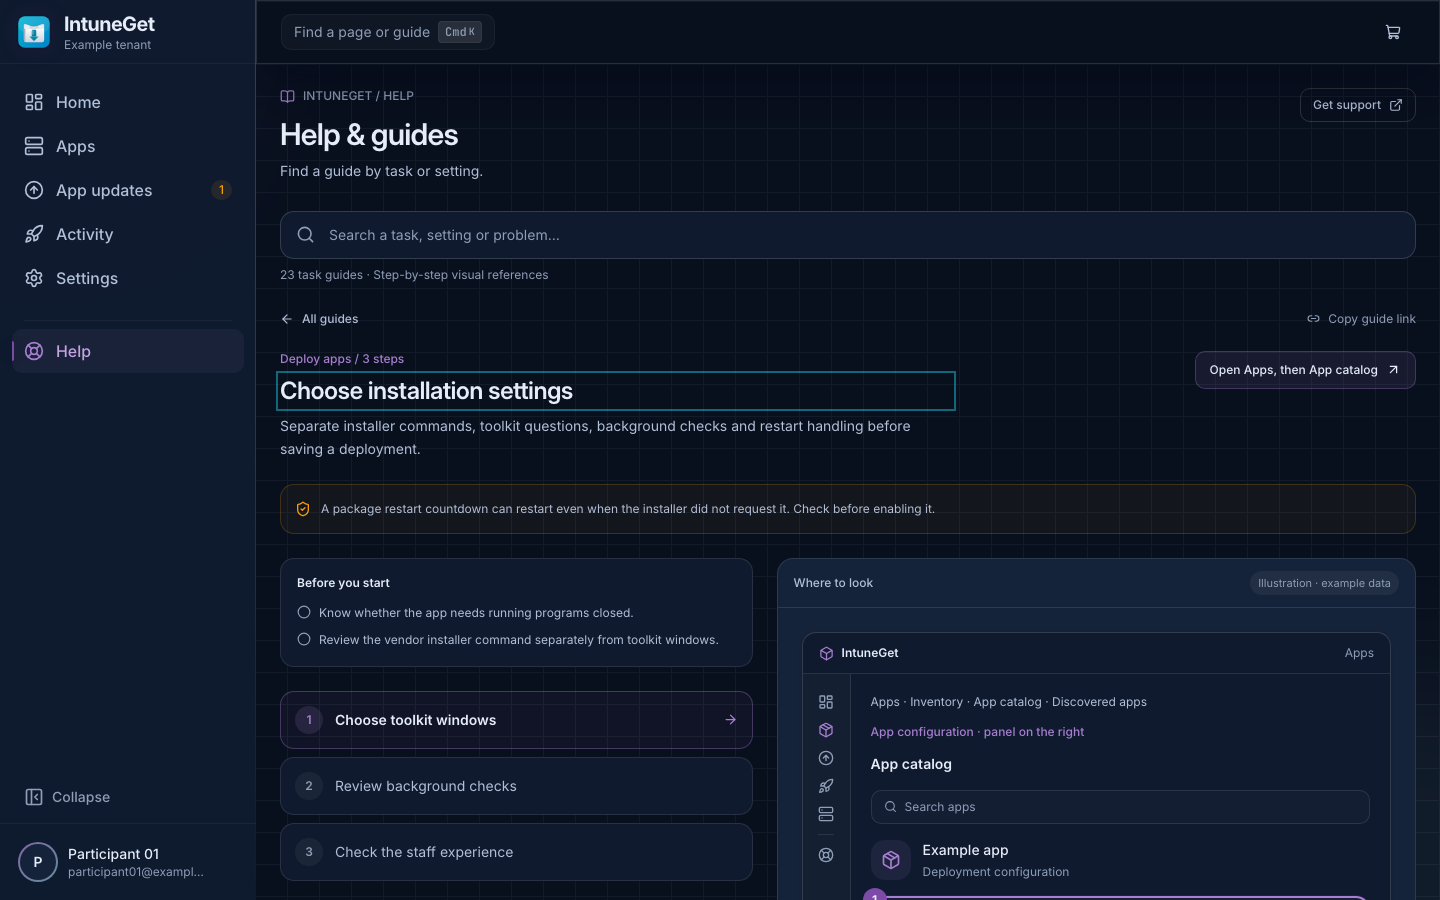 IntuneGet
Example tenant
Find a page or guide Cmd K
Home
Apps
App updates 1
Activity
Settings
Help
Collapse
P
Participant 01
participant01@exampl...
INTUNEGET / HELP
Help & guides
Find a guide by task or setting.
Get support
Search a task, setting or problem...
23 task guides · Step-by-step visual references
All guides
Copy guide link
Deploy apps / 3 steps
Choose installation settings
Open Apps, then App catalog
Separate installer commands, toolkit questions, background checks and restart handling before
saving a deployment.
A package restart countdown can restart even when the installer did not request it. Check before enabling it.
Before you start
Know whether the app needs running programs closed.
Review the vendor installer command separately from toolkit windows.
1 Choose toolkit windows
2 Review background checks
3 Check the staff experience
Where to look
Illustration · example data
IntuneGet
Apps
Apps · Inventory · App catalog · Discovered apps
App configuration · panel on the right
App catalog
Search apps
Example app
Deployment configuration
1